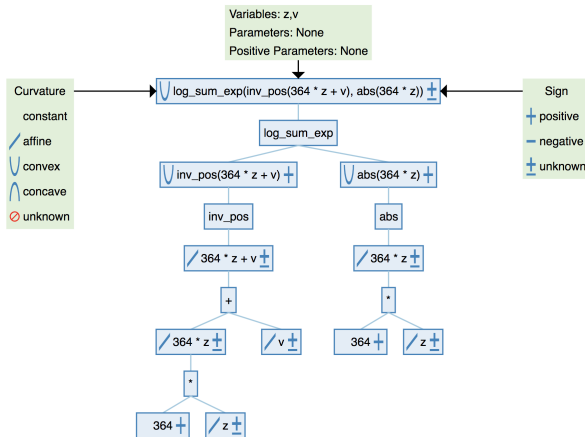 Variables: z,v
Parameters: None
Positive Parameters: None
Curvature
constant
affine
convex
concave
unknown
log_sum_exp(inv_pos(364 * z + v), abs(364 * z))
Sign
positive
negative
unknown
log_sum_exp
inv_pos(364 * z + v)
abs(364 * z)
inv_pos
abs
364 * z + v
364 * z
+
*
364 * z
v
364
z
*
364
z